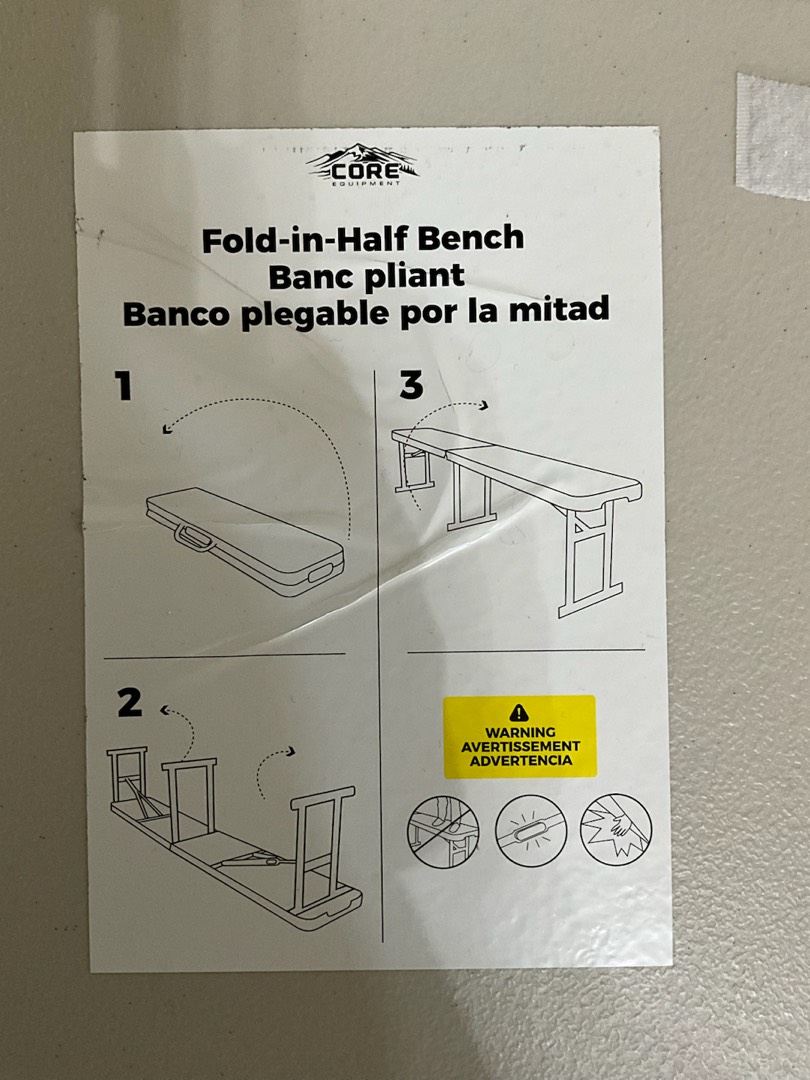 CORE
EQUIPMENT
Fold-in-Half Bench
Banc pliant
Banco plegable por la mitad
1
3
2
WARNING
AVERTISSEMENT
ADVERTENCIA